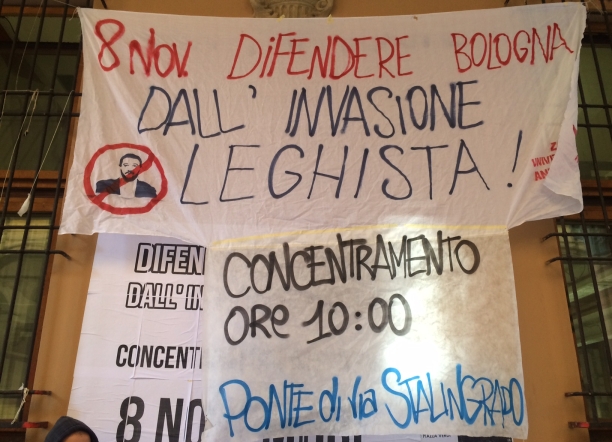 8 NOV. DIFENDERE BOLOGNA
DALL' INVASIONE
LEGHISTA!
DIFEN
DALL'IN
CONCENT
8 NO
CONCENTRAMENTO
ORE 10:00
PONTE di via STALINGRADO